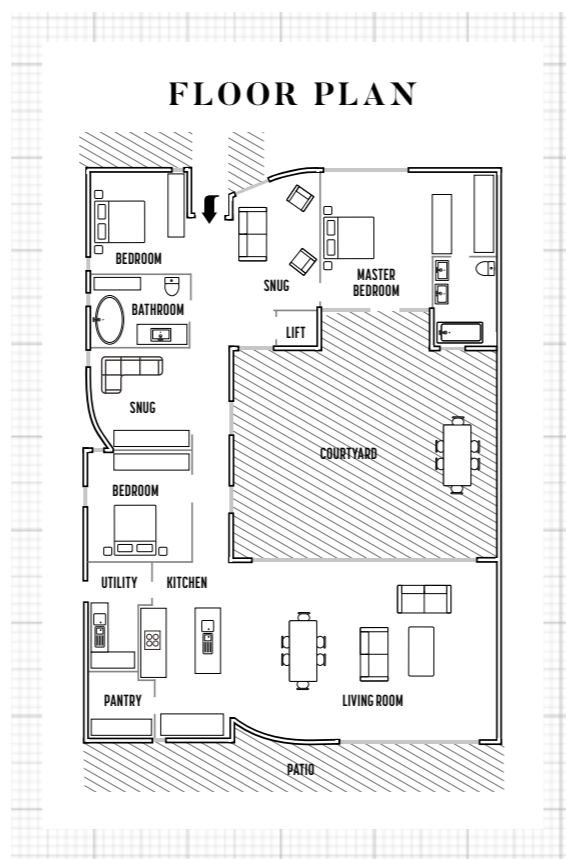 FLOOR PLAN
BEDROOM
SNUG
MASTER
BEDROOM
BATHROOM
LIFT
SNUG
COURTYARD
BEDROOM
UTILITY
KITCHEN
PANTRY
LIVING ROOM
PATIO